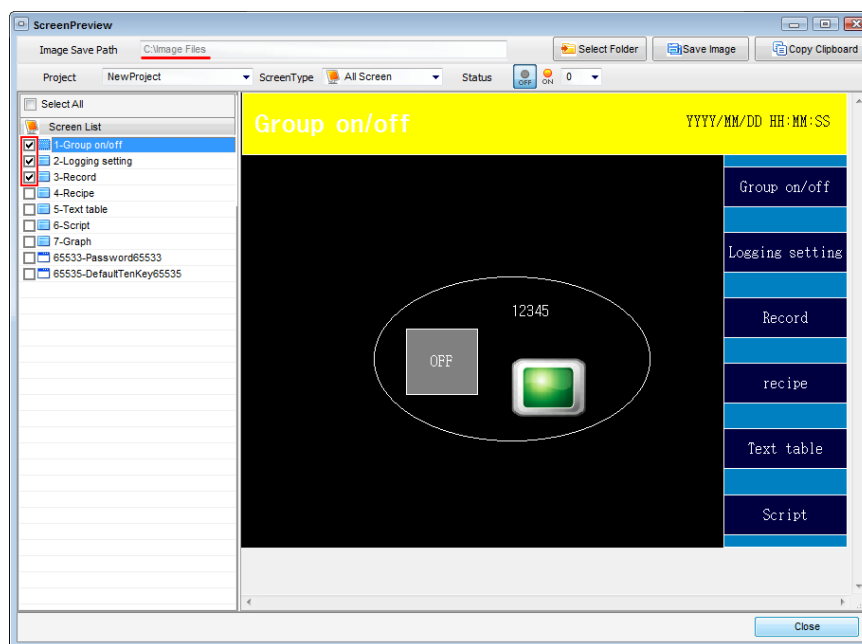 ScreenPreview
Image Save Path C:\Image Files Select Folder Save Image Copy Clipboard
Project NewProject ScreenType All Screen Status OFF ON 0
Select All
Screen List
1-Group on/off
2-Logging setting
3-Record
4-Recipe
5-Text table
6-Script
7-Graph
65533-Password65533
65535-DefaultTenKey65535
Group on/off YYYY/MM/DD HH:MM:SS
12345
OFF
Group on/off
Logging setting
Record
recipe
Text table
Script
Close